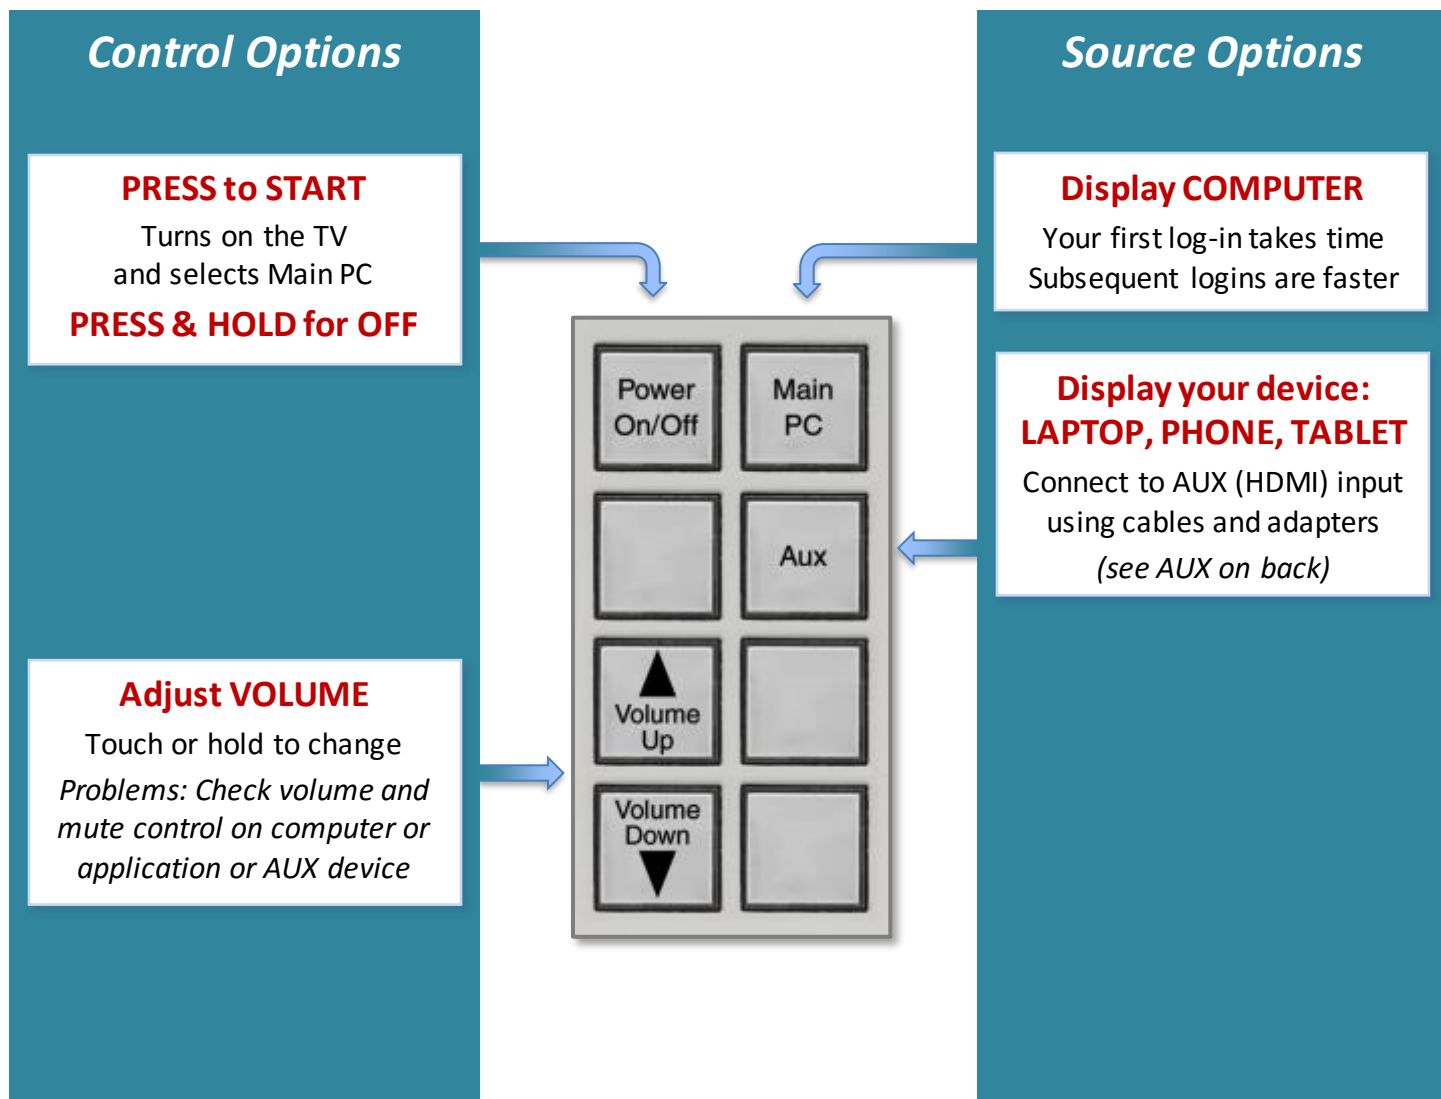 Control Options
PRESS to START
Turns on the TV
and selects Main PC
PRESS & HOLD for OFF
Adjust VOLUME
Touch or hold to change
Problems: Check volume and
mute control on computer or
application or AUX device
Power
On/Off
Main
PC
Aux
Volume
Up
Volume
Down
Source Options
Display COMPUTER
Your first log-in takes time
Subsequent logins are faster
Display your device:
LAPTOP, PHONE, TABLET
Connect to AUX (HDMI) input
using cables and adapters
(see AUX on back)